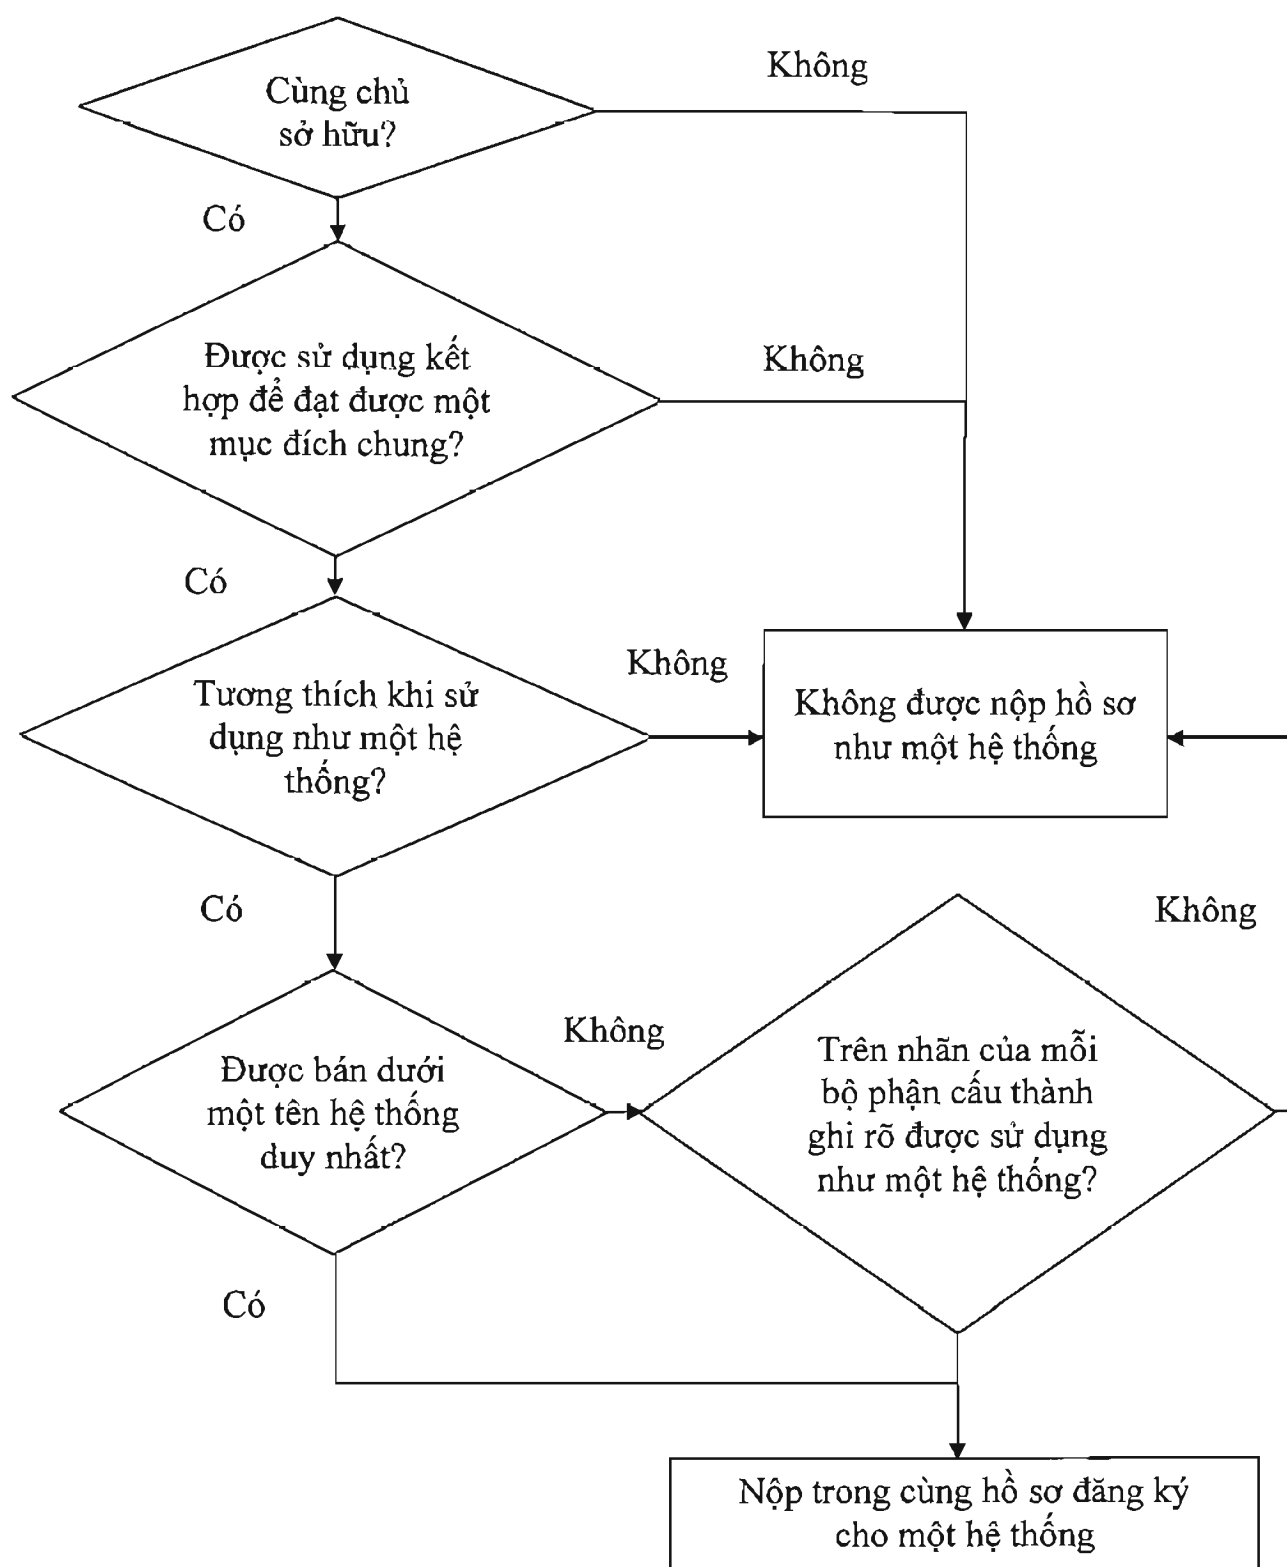 Cùng chủ
sở hữu?
Không
Có
Được sử dụng kết
hợp để đạt được một
mục đích chung?
Không
Có
Tương thích khi sử
dụng như một hệ
thống?
Không
Không được nộp hồ sơ
như một hệ thống
Có
Không
Được bán dưới
một tên hệ thống
duy nhất?
Không
Trên nhãn của mỗi
bộ phận cấu thành
ghi rõ được sử dụng
như một hệ thống?
Có
Nộp trong cùng hồ sơ đăng ký
cho một hệ thống